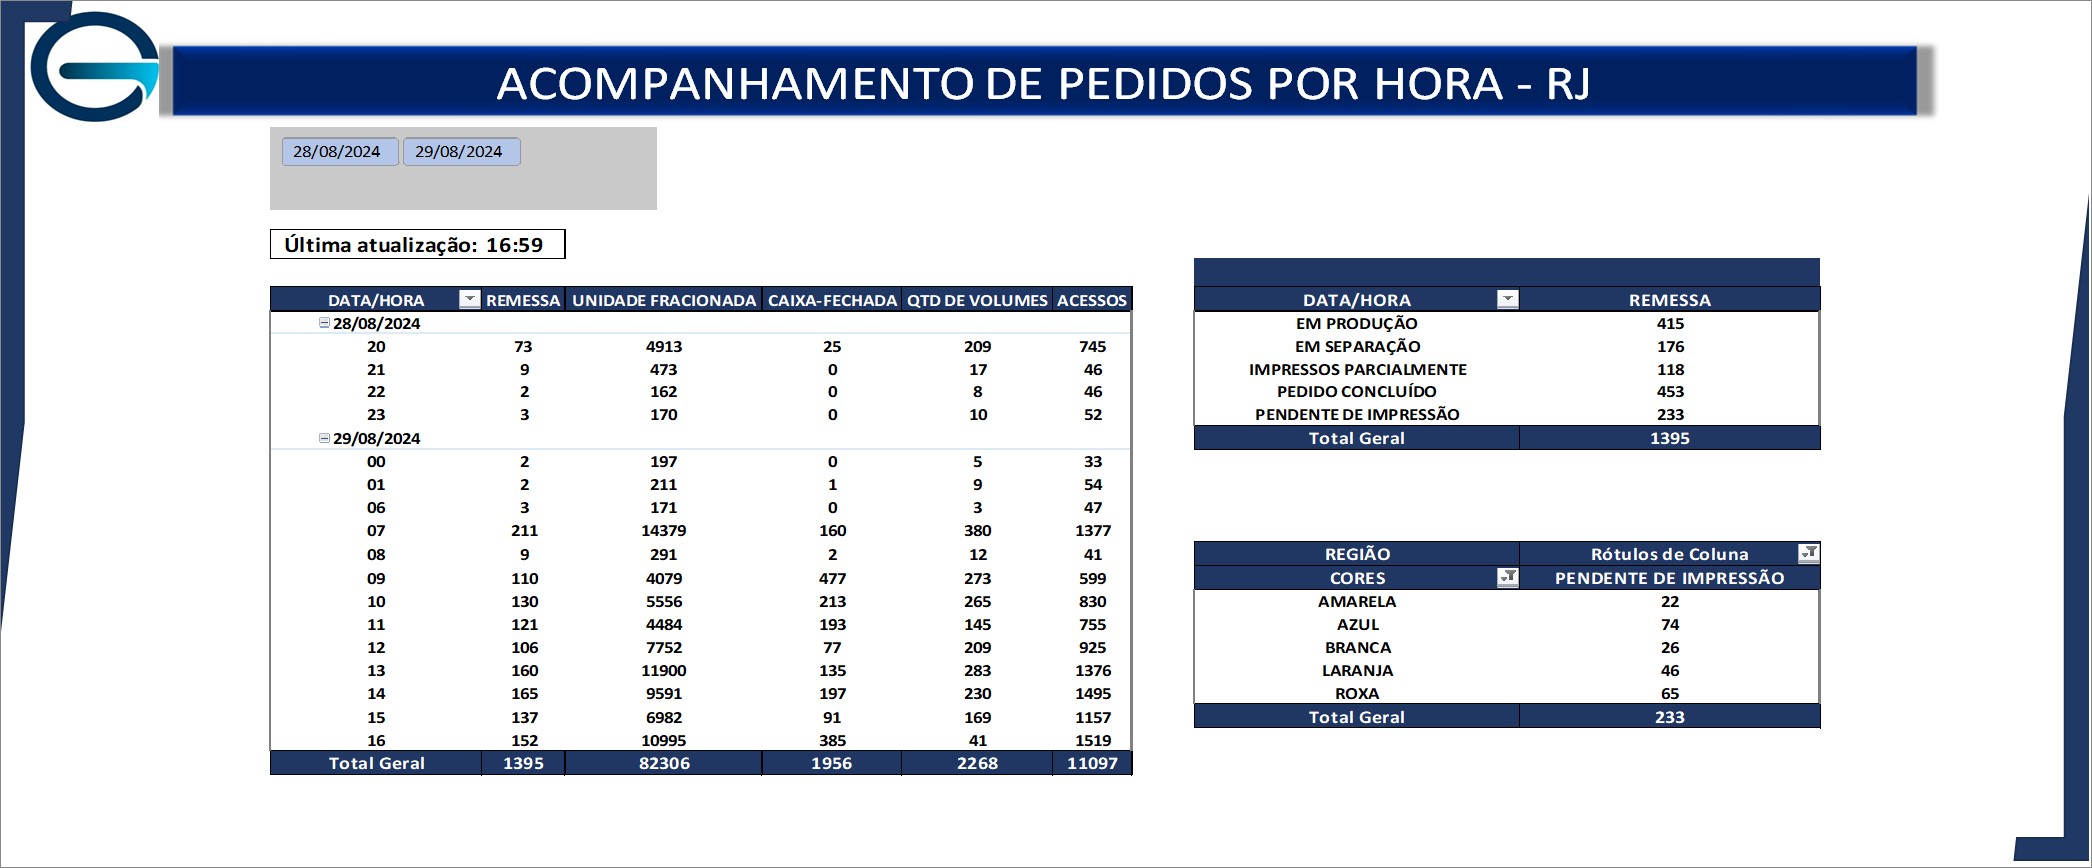 ACOMPANHAMENTO DE PEDIDOS POR HORA - RJ
28/08/2024 29/08/2024
Última atualização: 16:59
DATA/HORA REMESSA UNIDADE FRACIONADA CAIXA-FECHADA QTD DE VOLUMES ACESSOS
28/08/2024
20 73 4913 25 209 745
21 9 473 0 17 46
22 2 162 0 8 46
23 3 170 0 10 52
29/08/2024
00 2 197 0 5 33
01 2 211 1 9 54
06 3 171 0 3 47
07 211 14379 160 380 1377
08 9 291 2 12 41
09 110 4079 477 273 599
10 130 5556 213 265 830
11 121 4484 193 145 755
12 106 7752 77 209 925
13 160 11900 135 283 1376
14 165 9591 197 230 1495
15 137 6982 91 169 1157
16 152 10995 385 41 1519
Total Geral 1395 82306 1956 2268 11097
DATA/HORA REMESSA
EM PRODUÇÃO 415
EM SEPARAÇÃO 176
IMPRESSOS PARCIALMENTE 118
PEDIDO CONCLUÍDO 453
PENDENTE DE IMPRESSÃO 233
Total Geral 1395
REGIÃO Rótulos de Coluna
CORES PENDENTE DE IMPRESSÃO
AMARELA 22
AZUL 74
BRANCA 26
LARANJA 46
ROXA 65
Total Geral 233